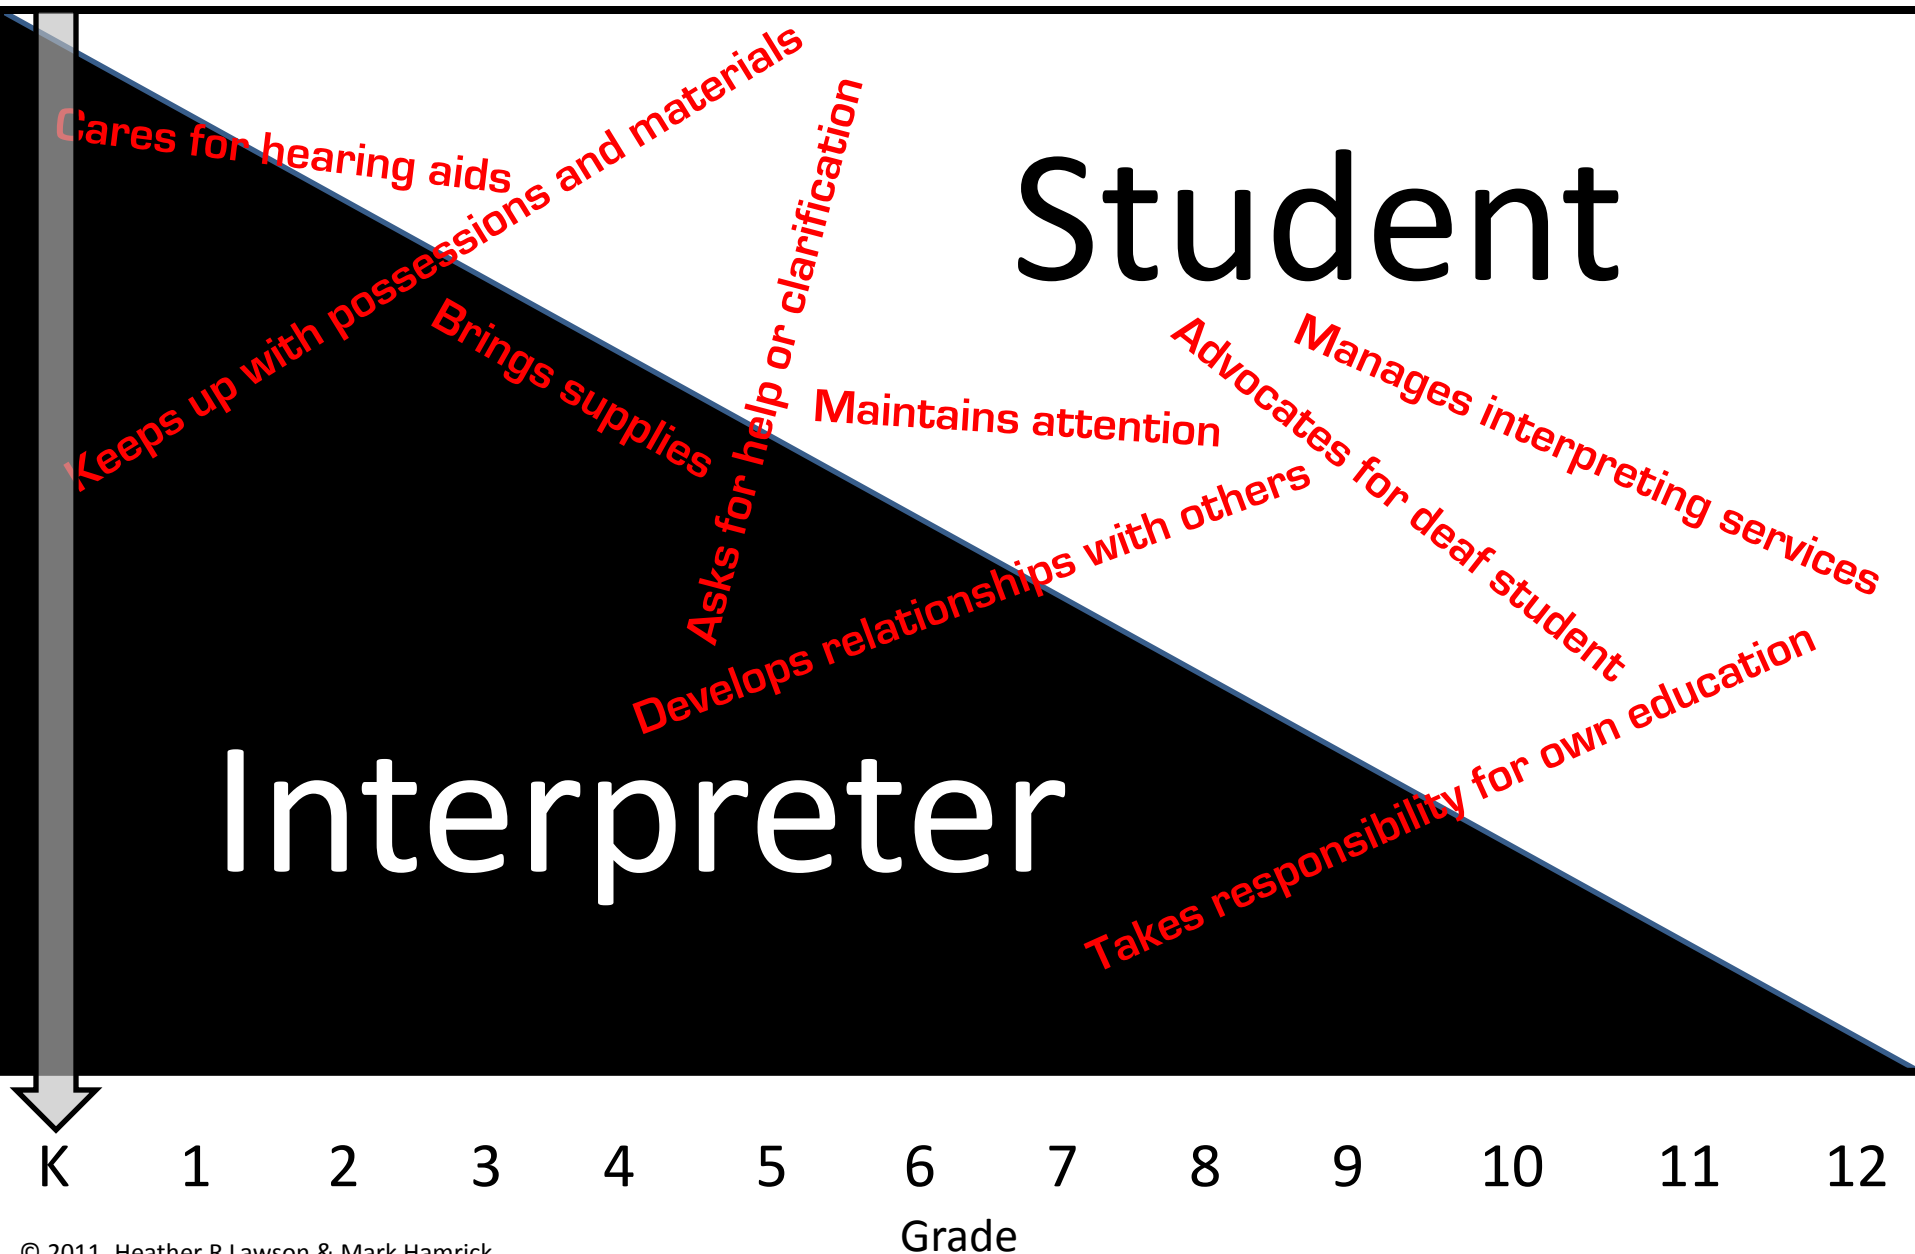 Cares for hearing aids
Keeps up with possessions and materials
Brings supplies
Asks for help or clarification
Student
Maintains attention
Advocates for deaf student
Manages interpreting services
Develops relationships with others
Takes responsibility for own education
Interpreter
K 1 2 3 4 5 6 7 8 9 10 11 12
Grade
© 2011, Heather R Lawson & Mark Hamrick